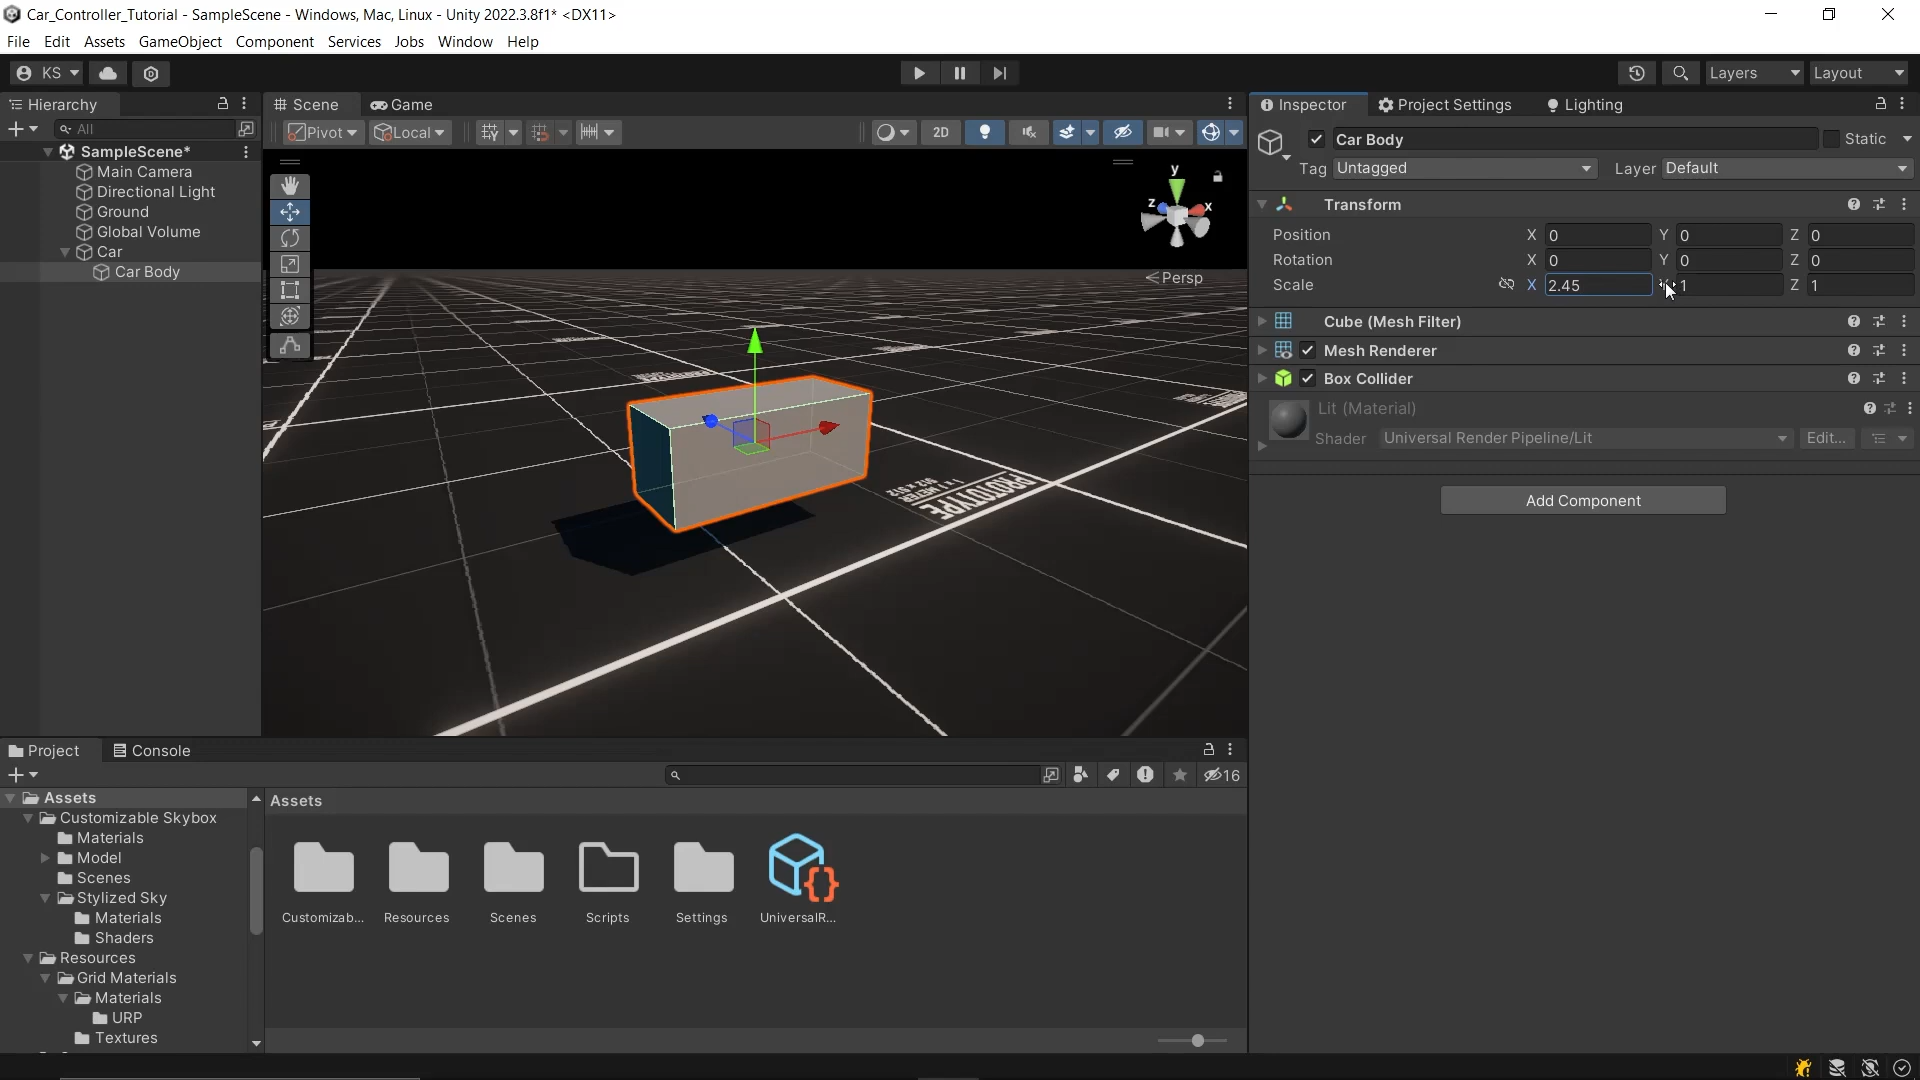 Car_Controller_Tutorial - SampleScene - Windows, Mac, Linux - Unity 2022.3.8f1* <DX11>
File Edit Assets GameObject Component Services Jobs Window Help
KS Layers Layout
Hierarchy
All
SampleScene*
Main Camera
Directional Light
Ground
Global Volume
Car
Car Body
Scene Game
Pivot Local 2D
y
z x
Persp
PROTOTYPE
1 x 1 METER
512 x 512
Inspector Project Settings Lighting
Car Body Static
Tag Untagged Layer Default
Transform
Position X 0 Y 0 Z 0
Rotation X 0 Y 0 Z 0
Scale X 2.45 Y 1 Z 1
Cube (Mesh Filter)
Mesh Renderer
Box Collider
Lit (Material)
Shader Universal Render Pipeline/Lit Edit...
Add Component
Project Console
16
Assets
Customizable Skybox
Materials
Model
Scenes
Stylized Sky
Materials
Shaders
Resources
Grid Materials
Materials
URP
Textures
Assets
Customizab... Resources Scenes Scripts Settings UniversalR...